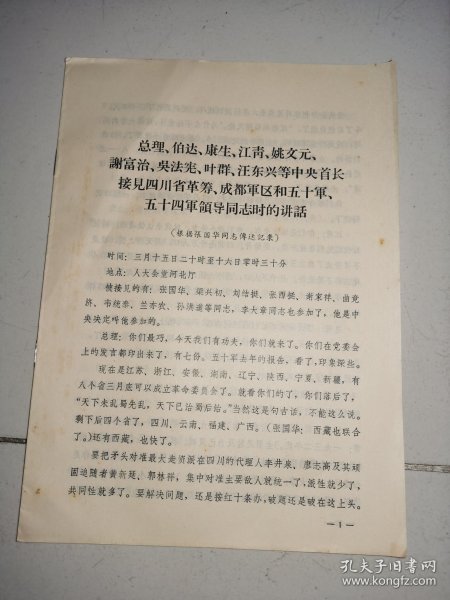 总理、伯达、康生、江青、姚文元、
謝富治、吳法宪、叶群、汪东兴等中央首长
接見四川省革筹、成都軍区和五十軍、
五十四軍領导同志时的讲話
（根据张国华同志傳达記录）
时间：三月十五日二十时至十六日零时三十分
地点：人大会堂河北厅
被接見的有：张国华、梁兴初、刘结挺、张西挺、谢家祥、
挤、韦统泰、兰亦农、孙洪道等同志，李大章同志也参加了，他是中
央决定叫他参加的。
总理：你们最巧，今天我们有功夫，你们就来了。你们在党委会
上的发言都印出来了，有七份。五十军去年的报告，看了，印象深些。
现在是江苏、浙江、安徽、湖南、辽宁、陕西、宁夏、新疆，有
八个省三月底可以成立革命委员会了。就看你们的了，你们落后了，
“天下未乱蜀先乱，天下已治蜀后治。”当然这是句古话，不能这么说。
剩下后四个省了，四川、云南、福建、广西。（张国华：西藏也联合
了。）还有西藏，也快了。
要把矛头对准最大走资派在四川的代理人李井泉、廖志高及其顽
固追随者黄新廷、郭林祥，集中对准主要敌人就统一了，派性就少了，
共同性就多了。要解决问题，还是按红十条办，破题还是破在这上头。
—1—
孔夫子旧书网
www.kongfz.com